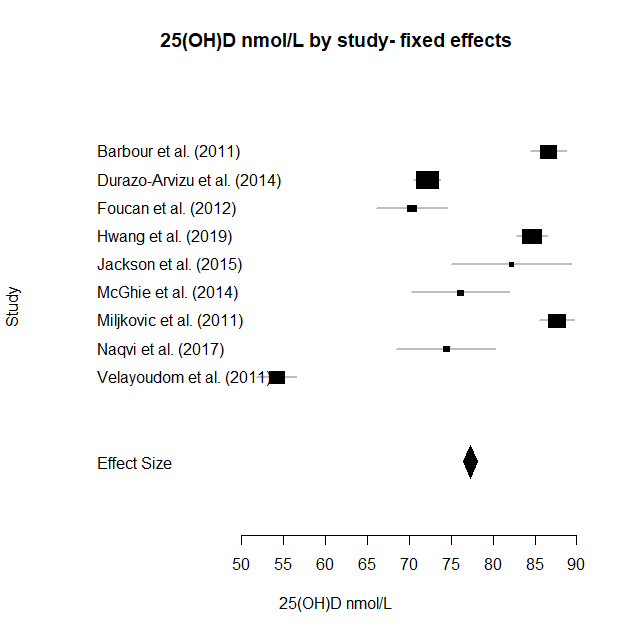 25(OH)D nmol/L by study- fixed effects
Barbour et al. (2011)
Durazo-Arvizu et al. (2014)
Foucan et al. (2012)
Hwang et al. (2019)
Jackson et al. (2015)
McGhie et al. (2014)
Miljkovic et al. (2011)
Naqvi et al. (2017)
Velayoudom et al. (2011)
Study
Effect Size
50 55 60 65 70 75 80 85 90
25(OH)D nmol/L